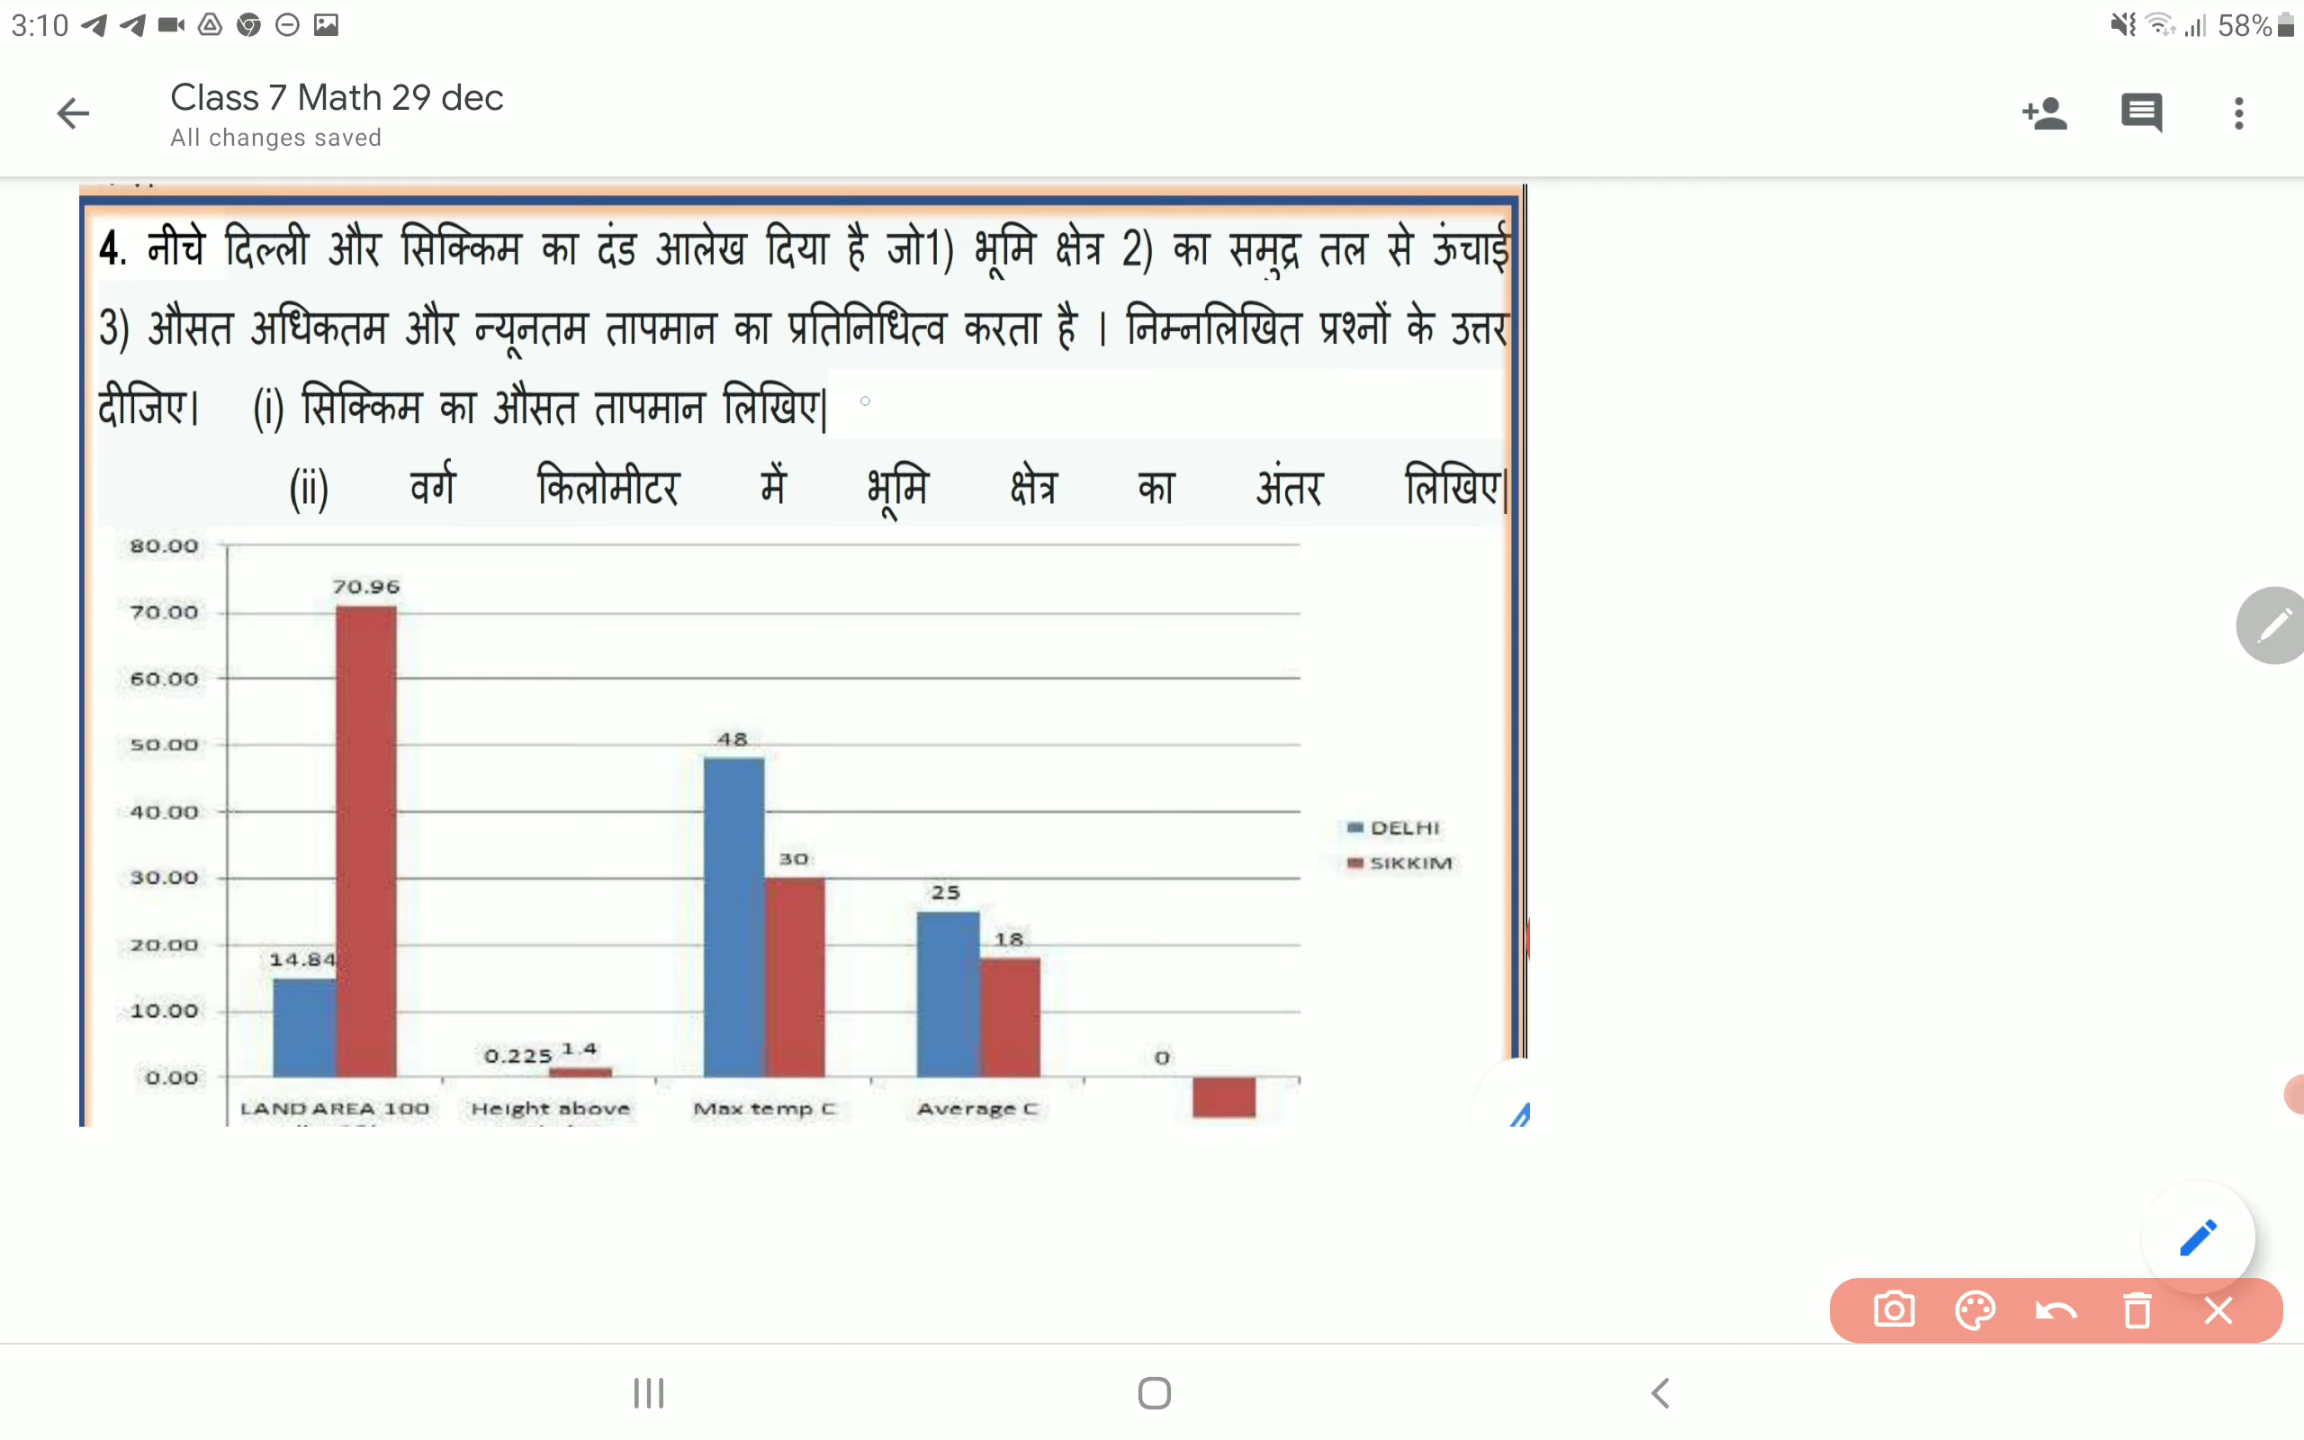 3:10
58%
Class 7 Math 29 dec
All changes saved
4. नीचे दिल्ली और सिक्किम का दंड आलेख दिया है जो1) भूमि क्षेत्र 2) का समुद्र तल से ऊंचाई
3) औसत अधिकतम और न्यूनतम तापमान का प्रतिनिधित्व करता है । निम्नलिखित प्रश्नों के उत्तर
दीजिए। (i) सिक्किम का औसत तापमान लिखिए|
(ii) वर्ग किलोमीटर में भूमि क्षेत्र का अंतर लिखिए|
80.00
70.96
70.00
60.00
50.00
48
40.00
DELHI
30
SIKKIM
30.00
25
20.00
18
14.84
10.00
0.225 1.4
0
0.00
LAND AREA 100 Height above Max temp C Average C